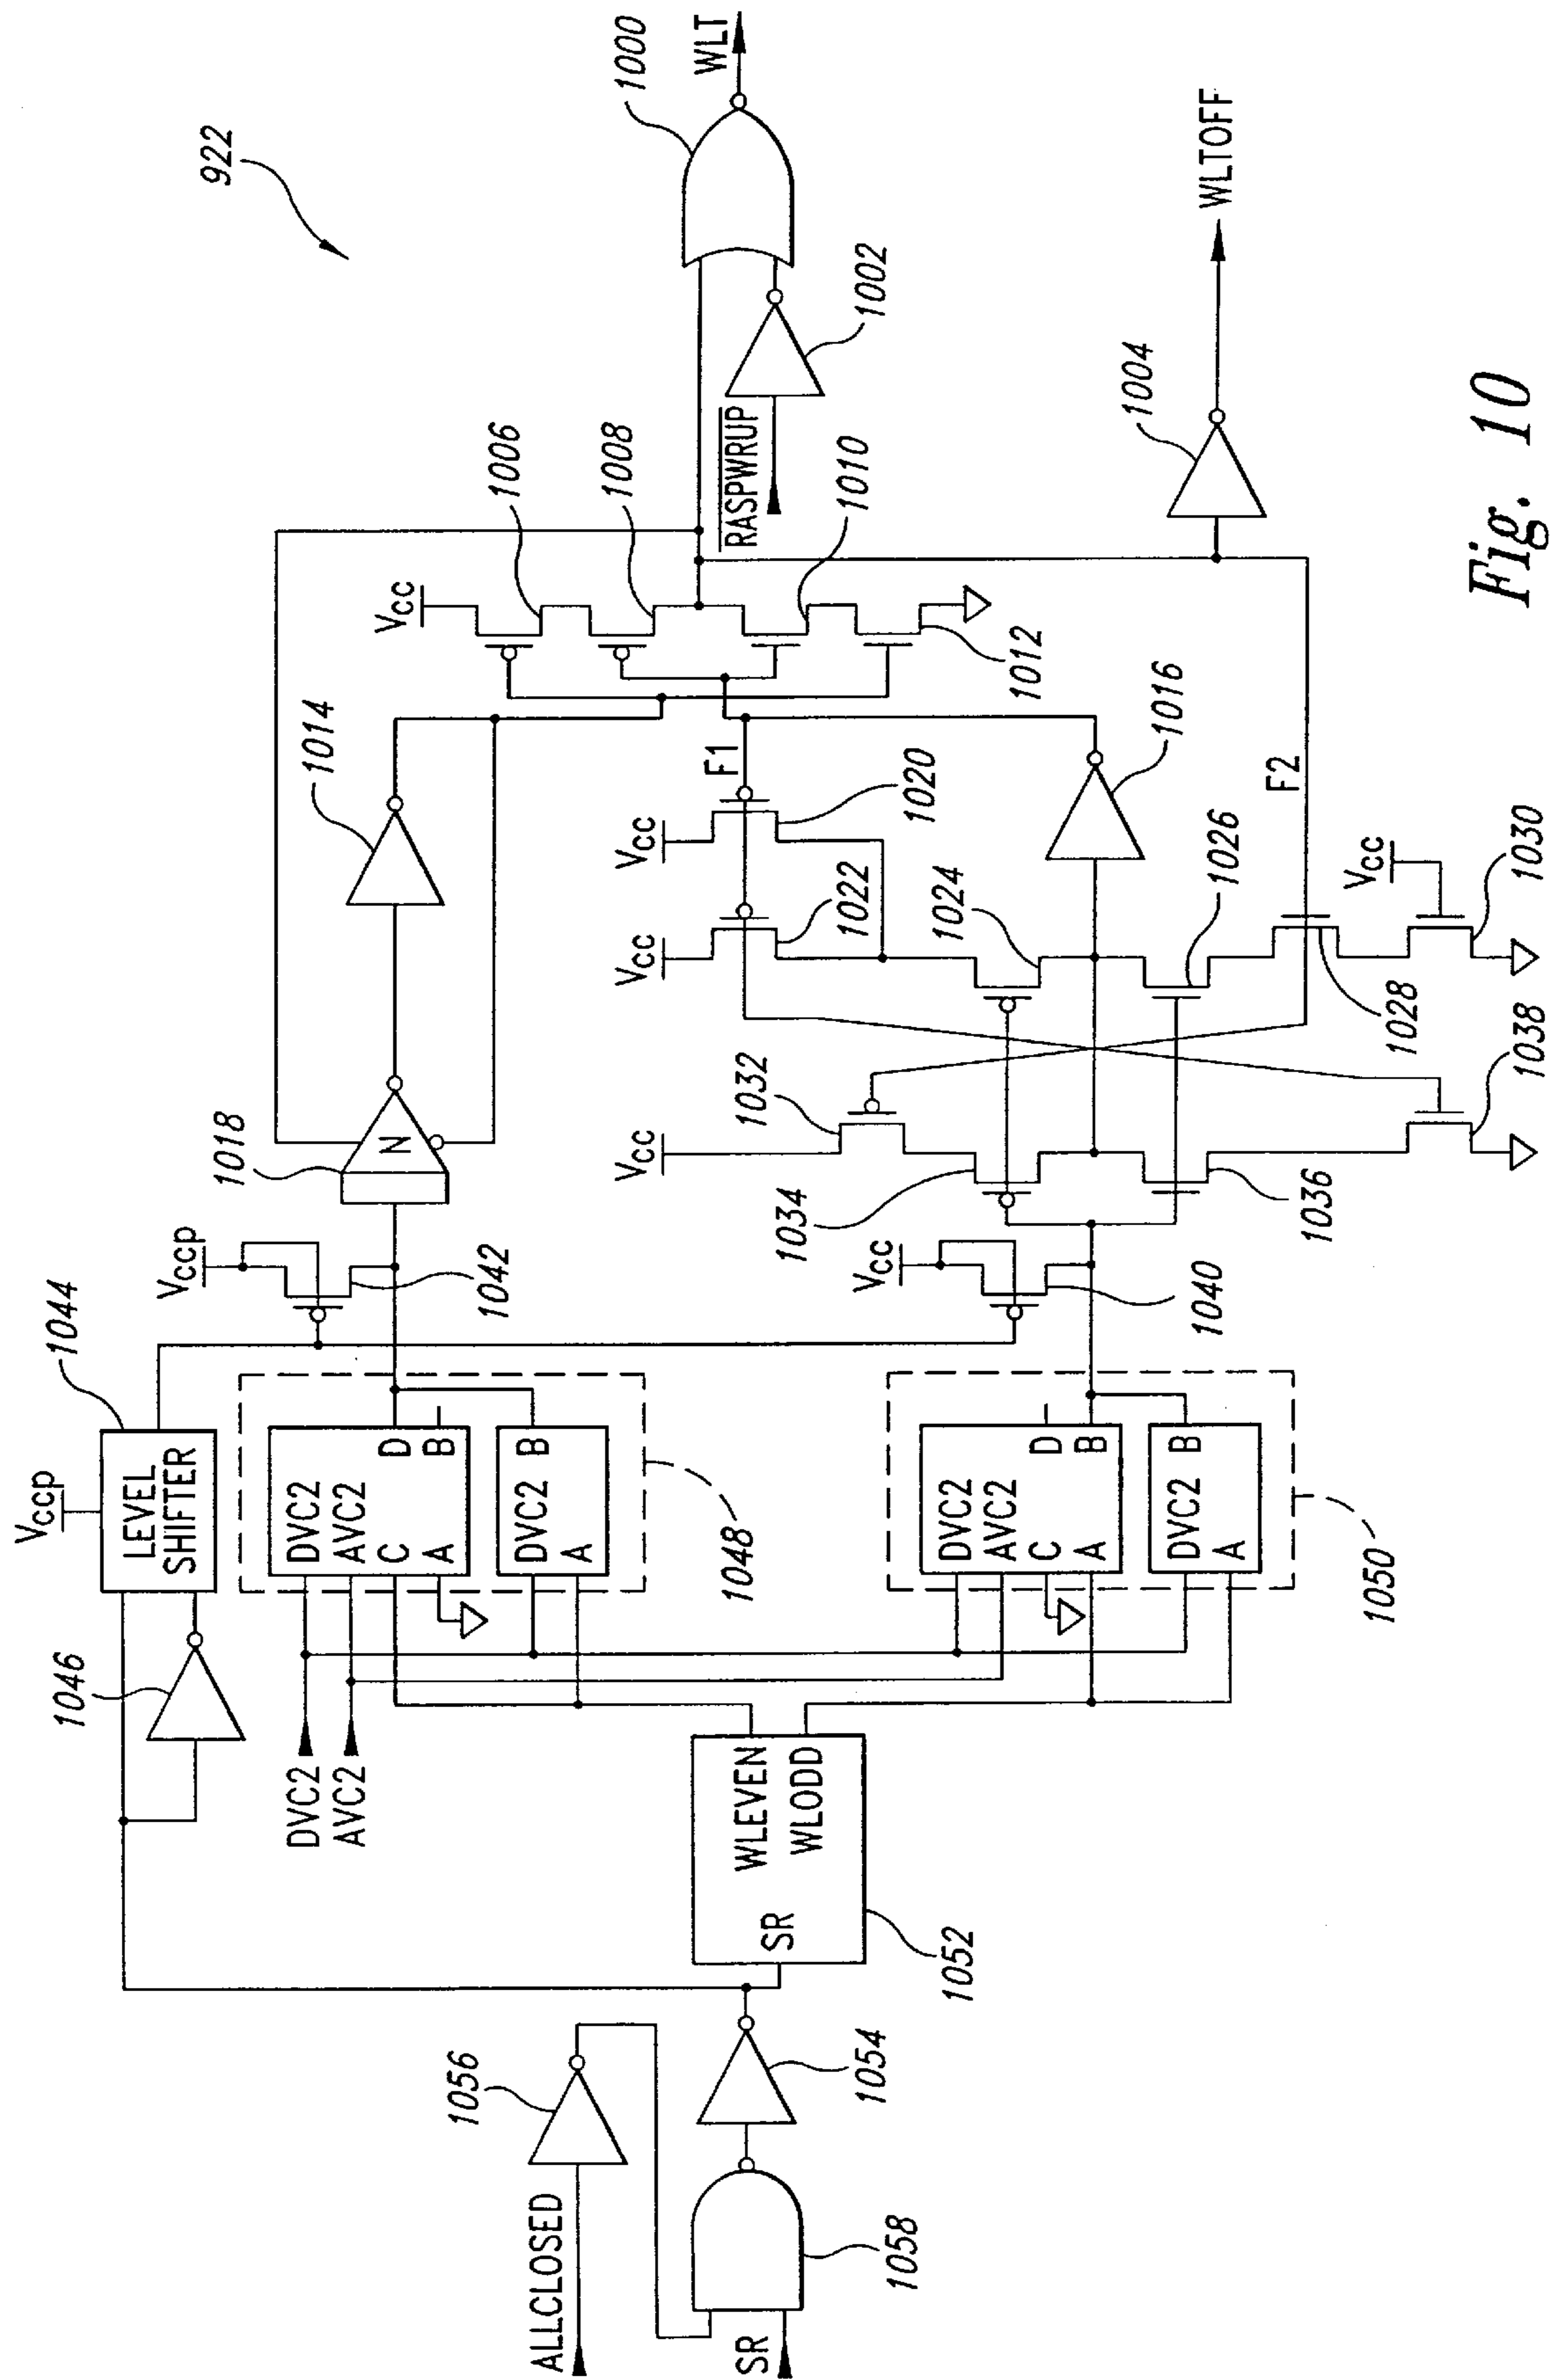 922
1044
Vccp
LEVEL
SHIFTER
1046
Vccp
1042
1018
N
1014
Vcc
1006
1008
1010
1012
1000
WLT
RASPWRUP
1002
DVC2
AVC2
DVC2
AVC2
C
A
D
B
DVC2
A
B
1048
ALLCLOSED
1056
SR
1058
1054
SR
WLEVEN
WLODD
1052
Vcc
1040
DVC2
AVC2
C
A
D
B
DVC2
A
B
1050
Vcc
1032
1034
1036
1038
Vcc
1022
Vcc
1020
F1
1024
1026
1016
F2
1028
Vcc
1030
1004
WLTOFF
Fig. 10